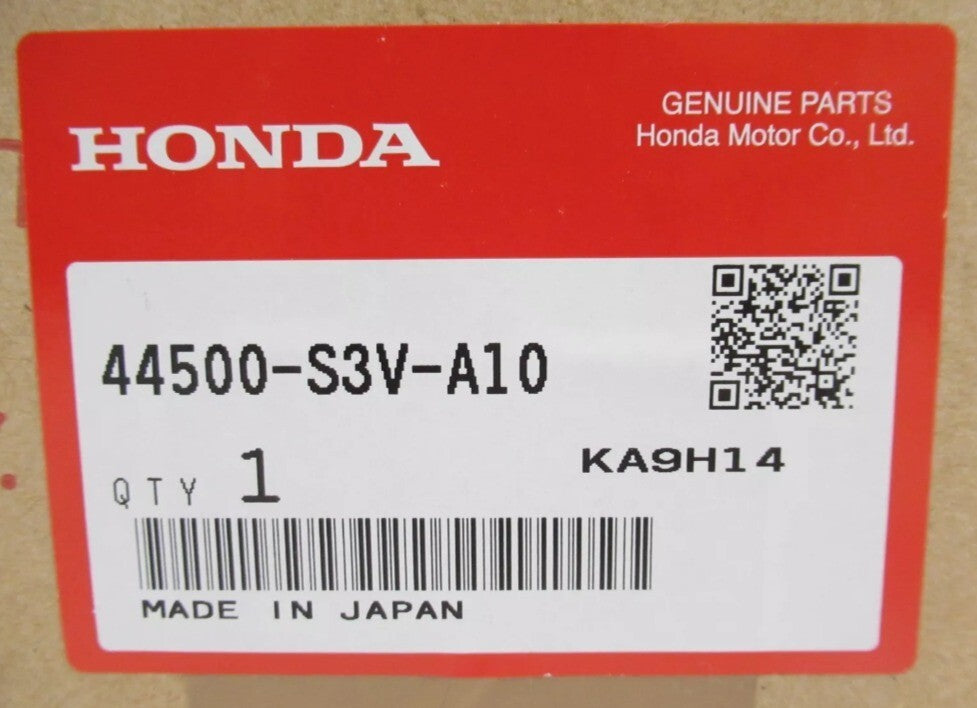 HONDA
GENUINE PARTS
Honda Motor Co., Ltd.
44500-S3V-A10
KA9H14
QTY 1
MADE IN JAPAN